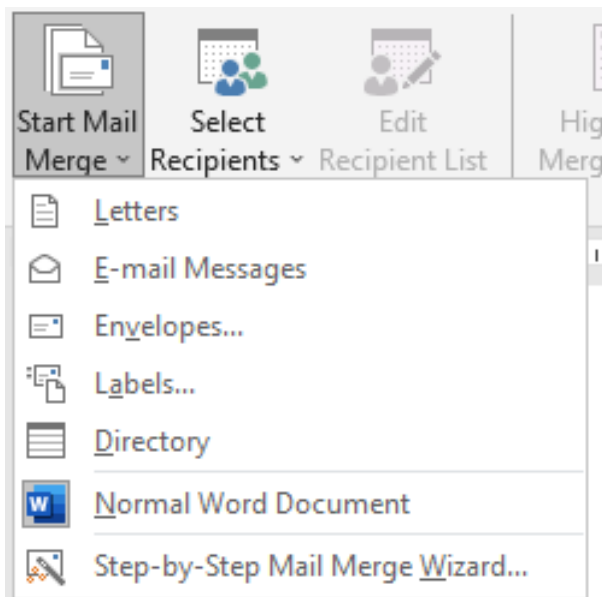 Start Mail Select Edit
Merge Recipients Recipient List
Letters
E-mail Messages
Envelopes...
Labels...
Directory
Normal Word Document
Step-by-Step Mail Merge Wizard...